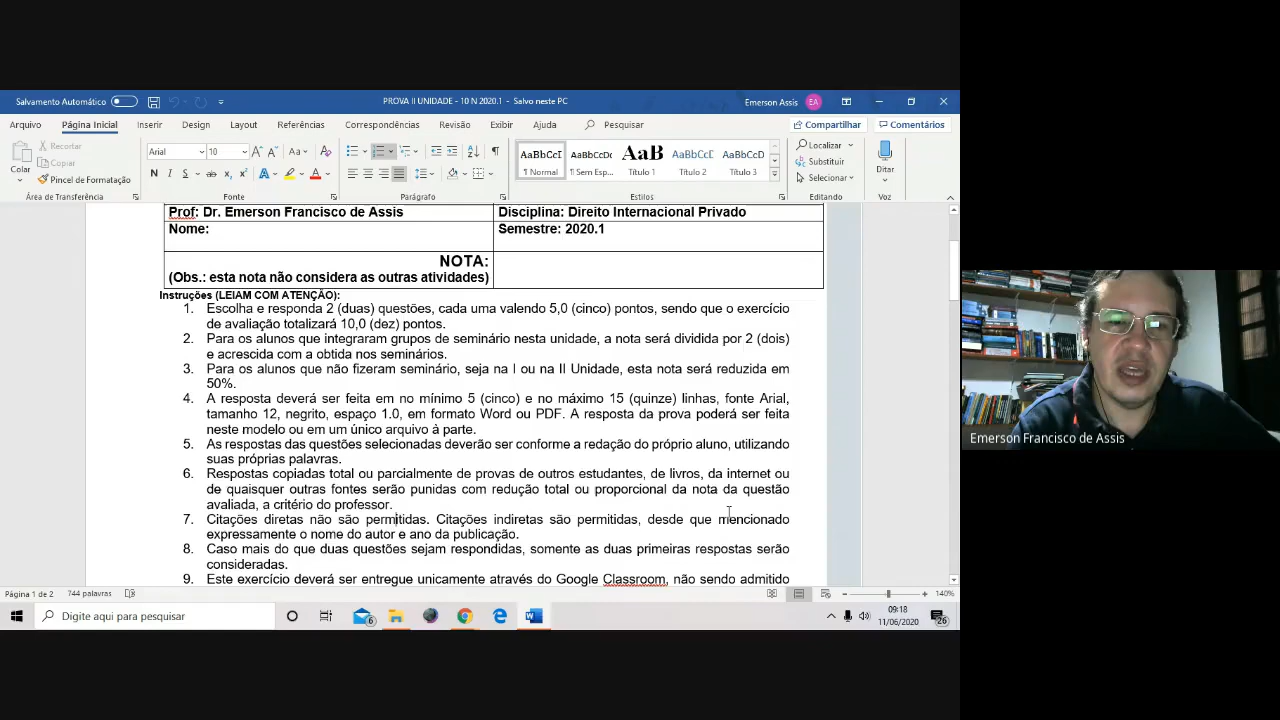 Salvamento Automático
PROVA II UNIDADE - 10 N 2020.1 - Salvo neste PC
Emerson Assis EA
Arquivo Página Inicial Inserir Design Layout Referências Correspondências Revisão Exibir Ajuda Pesquisar Compartilhar Comentários
Colar
Recortar
Copiar
Pincel de Formatação
Área de Transferência
Arial 10
Aa
N I S ab x₂ x² A A
Fonte
Parágrafo
AaBbCcI AaBbCcDc AaB AaBbCcE AaBbCcD
¶ Normal ¶ Sem Esp... Título 1 Título 2 Título 3
Estilos
Localizar
Substituir
Selecionar
Editando
Ditar
Voz
Prof: Dr. Emerson Francisco de Assis Disciplina: Direito Internacional Privado
Nome: Semestre: 2020.1
NOTA:
(Obs.: esta nota não considera as outras atividades)
Instruções (LEIAM COM ATENÇÃO):
1. Escolha e responda 2 (duas) questões, cada uma valendo 5,0 (cinco) pontos, sendo que o exercício
de avaliação totalizará 10,0 (dez) pontos.
2. Para os alunos que integraram grupos de seminário nesta unidade, a nota será dividida por 2 (dois)
e acrescida com a obtida nos seminários.
3. Para os alunos que não fizeram seminário, seja na I ou na II Unidade, esta nota será reduzida em
50%.
4. A resposta deverá ser feita em no mínimo 5 (cinco) e no máximo 15 (quinze) linhas, fonte Arial,
tamanho 12, negrito, espaço 1.0, em formato Word ou PDF. A resposta da prova poderá ser feita
neste modelo ou em um único arquivo à parte.
5. As respostas das questões selecionadas deverão ser conforme a redação do próprio aluno, utilizando
suas próprias palavras.
6. Respostas copiadas total ou parcialmente de provas de outros estudantes, de livros, da internet ou
de quaisquer outras fontes serão punidas com redução total ou proporcional da nota da questão
avaliada, a critério do professor.
7. Citações diretas não são permitidas. Citações indiretas são permitidas, desde que mencionado
expressamente o nome do autor e ano da publicação.
8. Caso mais do que duas questões sejam respondidas, somente as duas primeiras respostas serão
consideradas.
9. Este exercício deverá ser entregue unicamente através do Google Classroom, não sendo admitido
Página 1 de 2 744 palavras 140%
Digite aqui para pesquisar
6
09:18
11/06/2020
26
Emerson Francisco de Assis